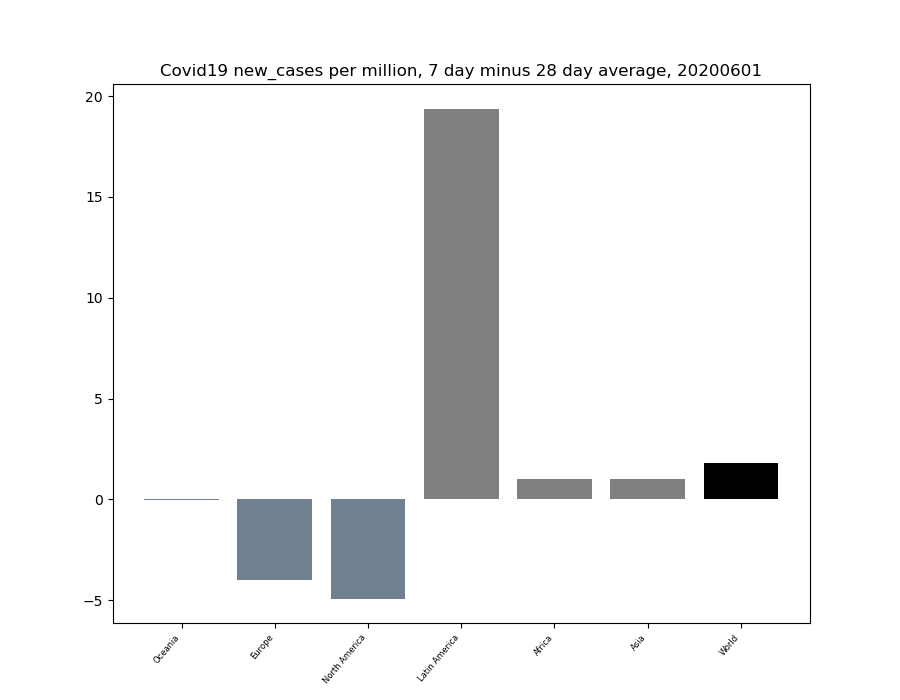 Covid19 new_cases per million, 7 day minus 28 day average, 20200601
20
15
10
5
0
−5
Oceania
Europe
North America
Latin America
Africa
Asia
World